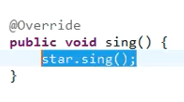 @Override
public void sing() {
star.sing();
}